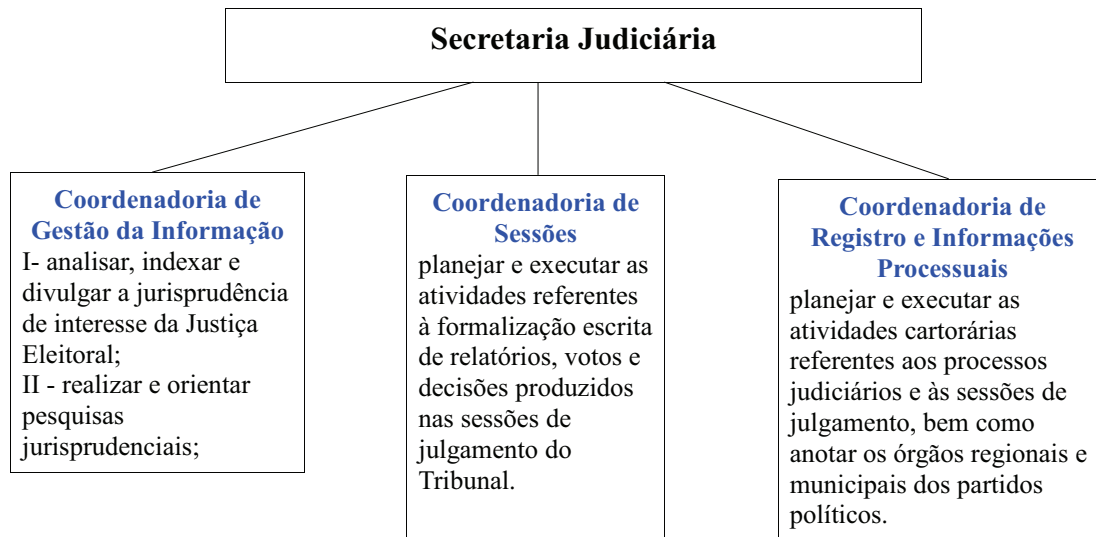 Secretaria Judiciária
Coordenadoria de
Gestão da Informação
I- analisar, indexar e
divulgar a jurisprudência
de interesse da Justiça
Eleitoral;
II - realizar e orientar
pesquisas
jurisprudenciais;
Coordenadoria de
Sessões
planejar e executar as
atividades referentes
à formalização escrita
de relatórios, votos e
decisões produzidos
nas sessões de
julgamento do
Tribunal.
Coordenadoria de
Registro e Informações
Processuais
planejar e executar as
atividades cartorárias
referentes aos processos
judiciários e às sessões de
julgamento, bem como
anotar os órgãos regionais e
municipais dos partidos
políticos.